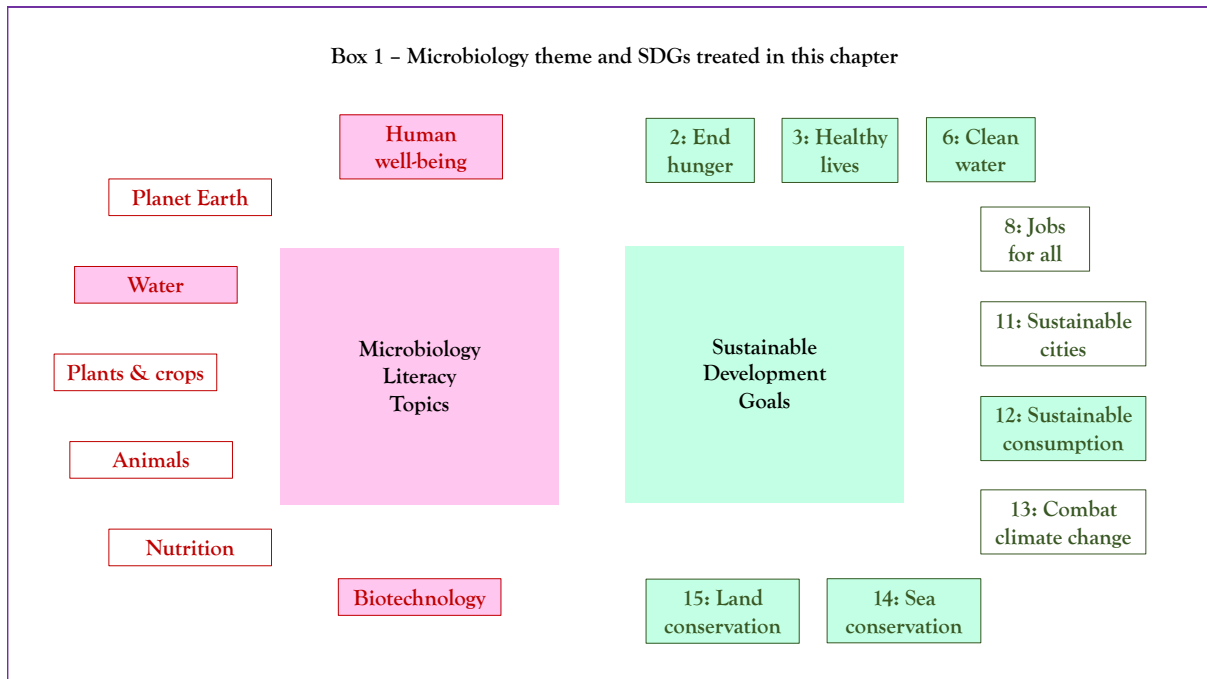 Box 1 – Microbiology theme and SDGs treated in this chapter
Human
well-being
Planet Earth
Water
Plants & crops
Animals
Nutrition
Biotechnology
Microbiology
Literacy
Topics
Sustainable
Development
Goals
2: End
hunger
3: Healthy
lives
6: Clean
water
8: Jobs
for all
11: Sustainable
cities
12: Sustainable
consumption
13: Combat
climate change
14: Sea
conservation
15: Land
conservation